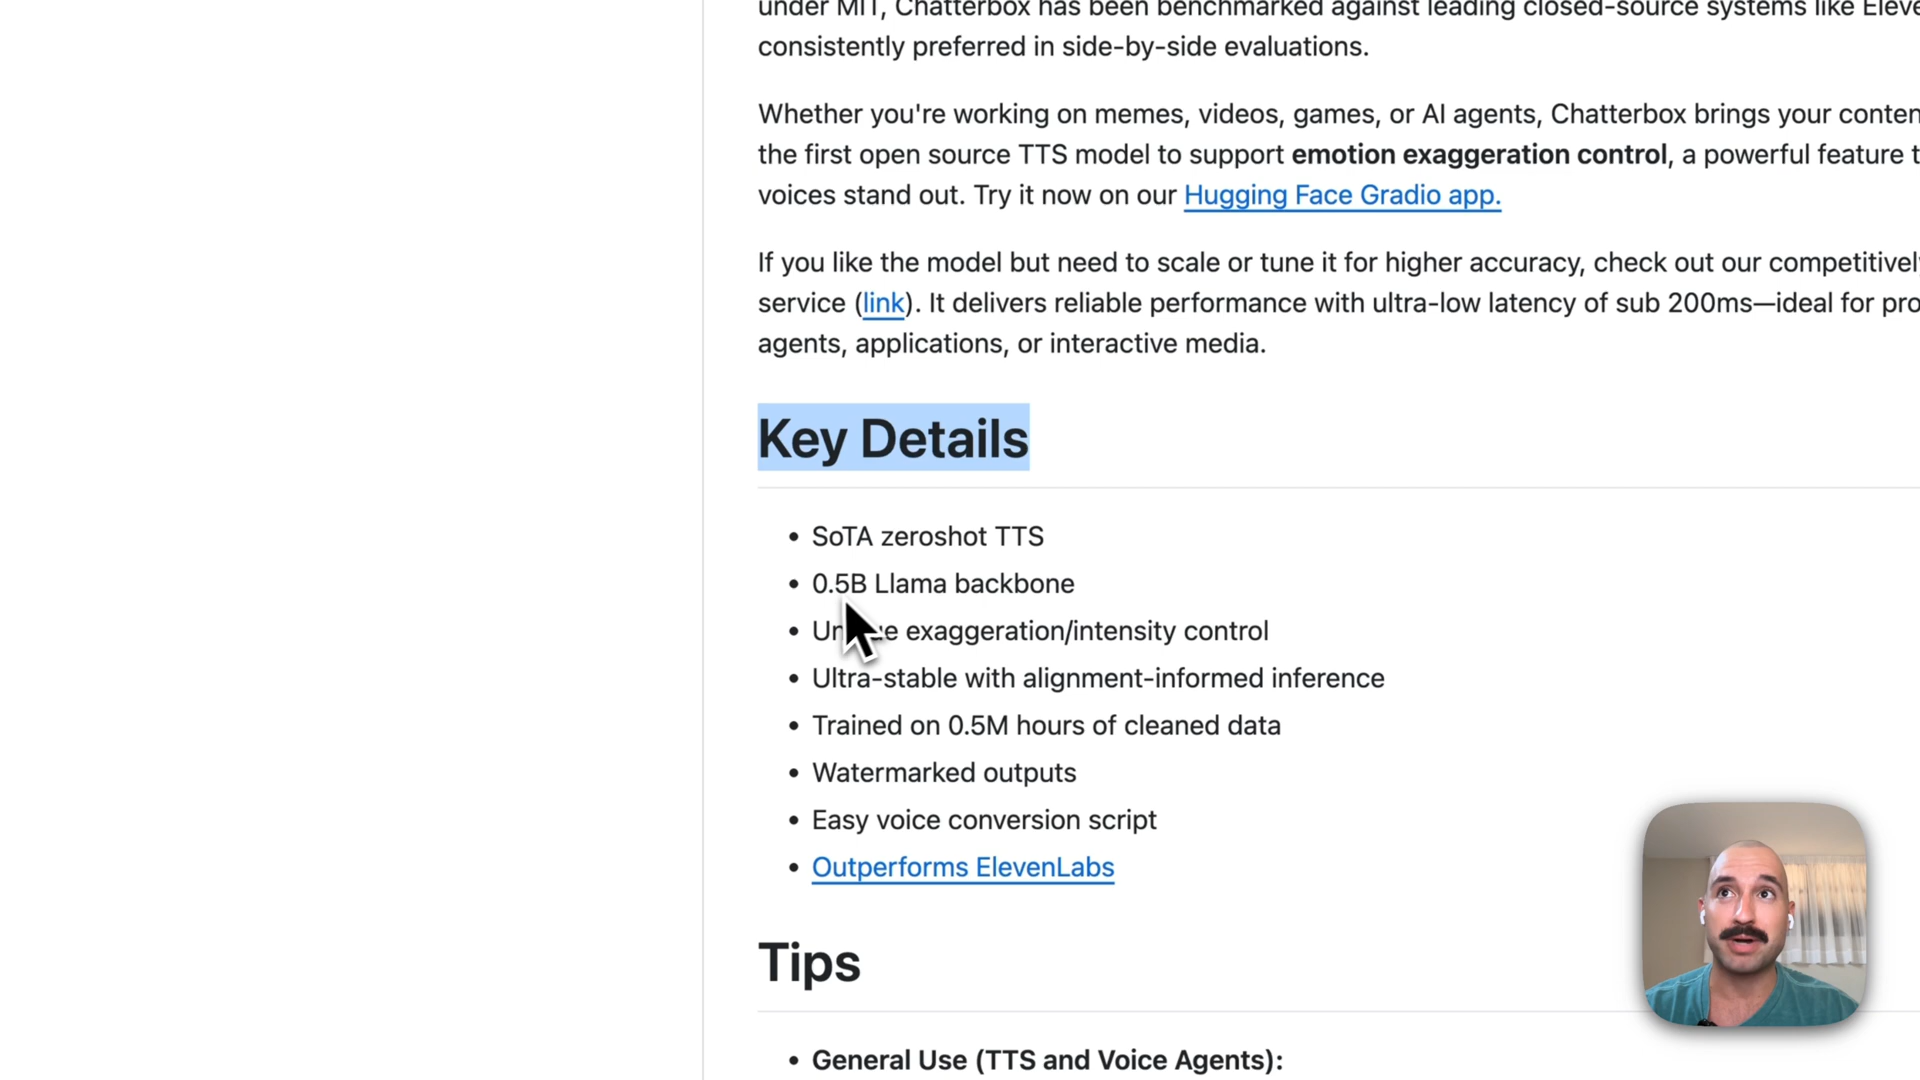 under MIT, Chatterbox has been benchmarked against leading closed-source systems like Eleve
consistently preferred in side-by-side evaluations.
Whether you're working on memes, videos, games, or AI agents, Chatterbox brings your conten
the first open source TTS model to support emotion exaggeration control, a powerful feature t
voices stand out. Try it now on our Hugging Face Gradio app.
If you like the model but need to scale or tune it for higher accuracy, check out our competitively
service (link). It delivers reliable performance with ultra-low latency of sub 200ms—ideal for pro
agents, applications, or interactive media.
Key Details
• SoTA zeroshot TTS
• 0.5B Llama backbone
• exaggeration/intensity control
• Ultra-stable with alignment-informed inference
• Trained on 0.5M hours of cleaned data
• Watermarked outputs
• Easy voice conversion script
• Outperforms ElevenLabs
Tips
• General Use (TTS and Voice Agents):